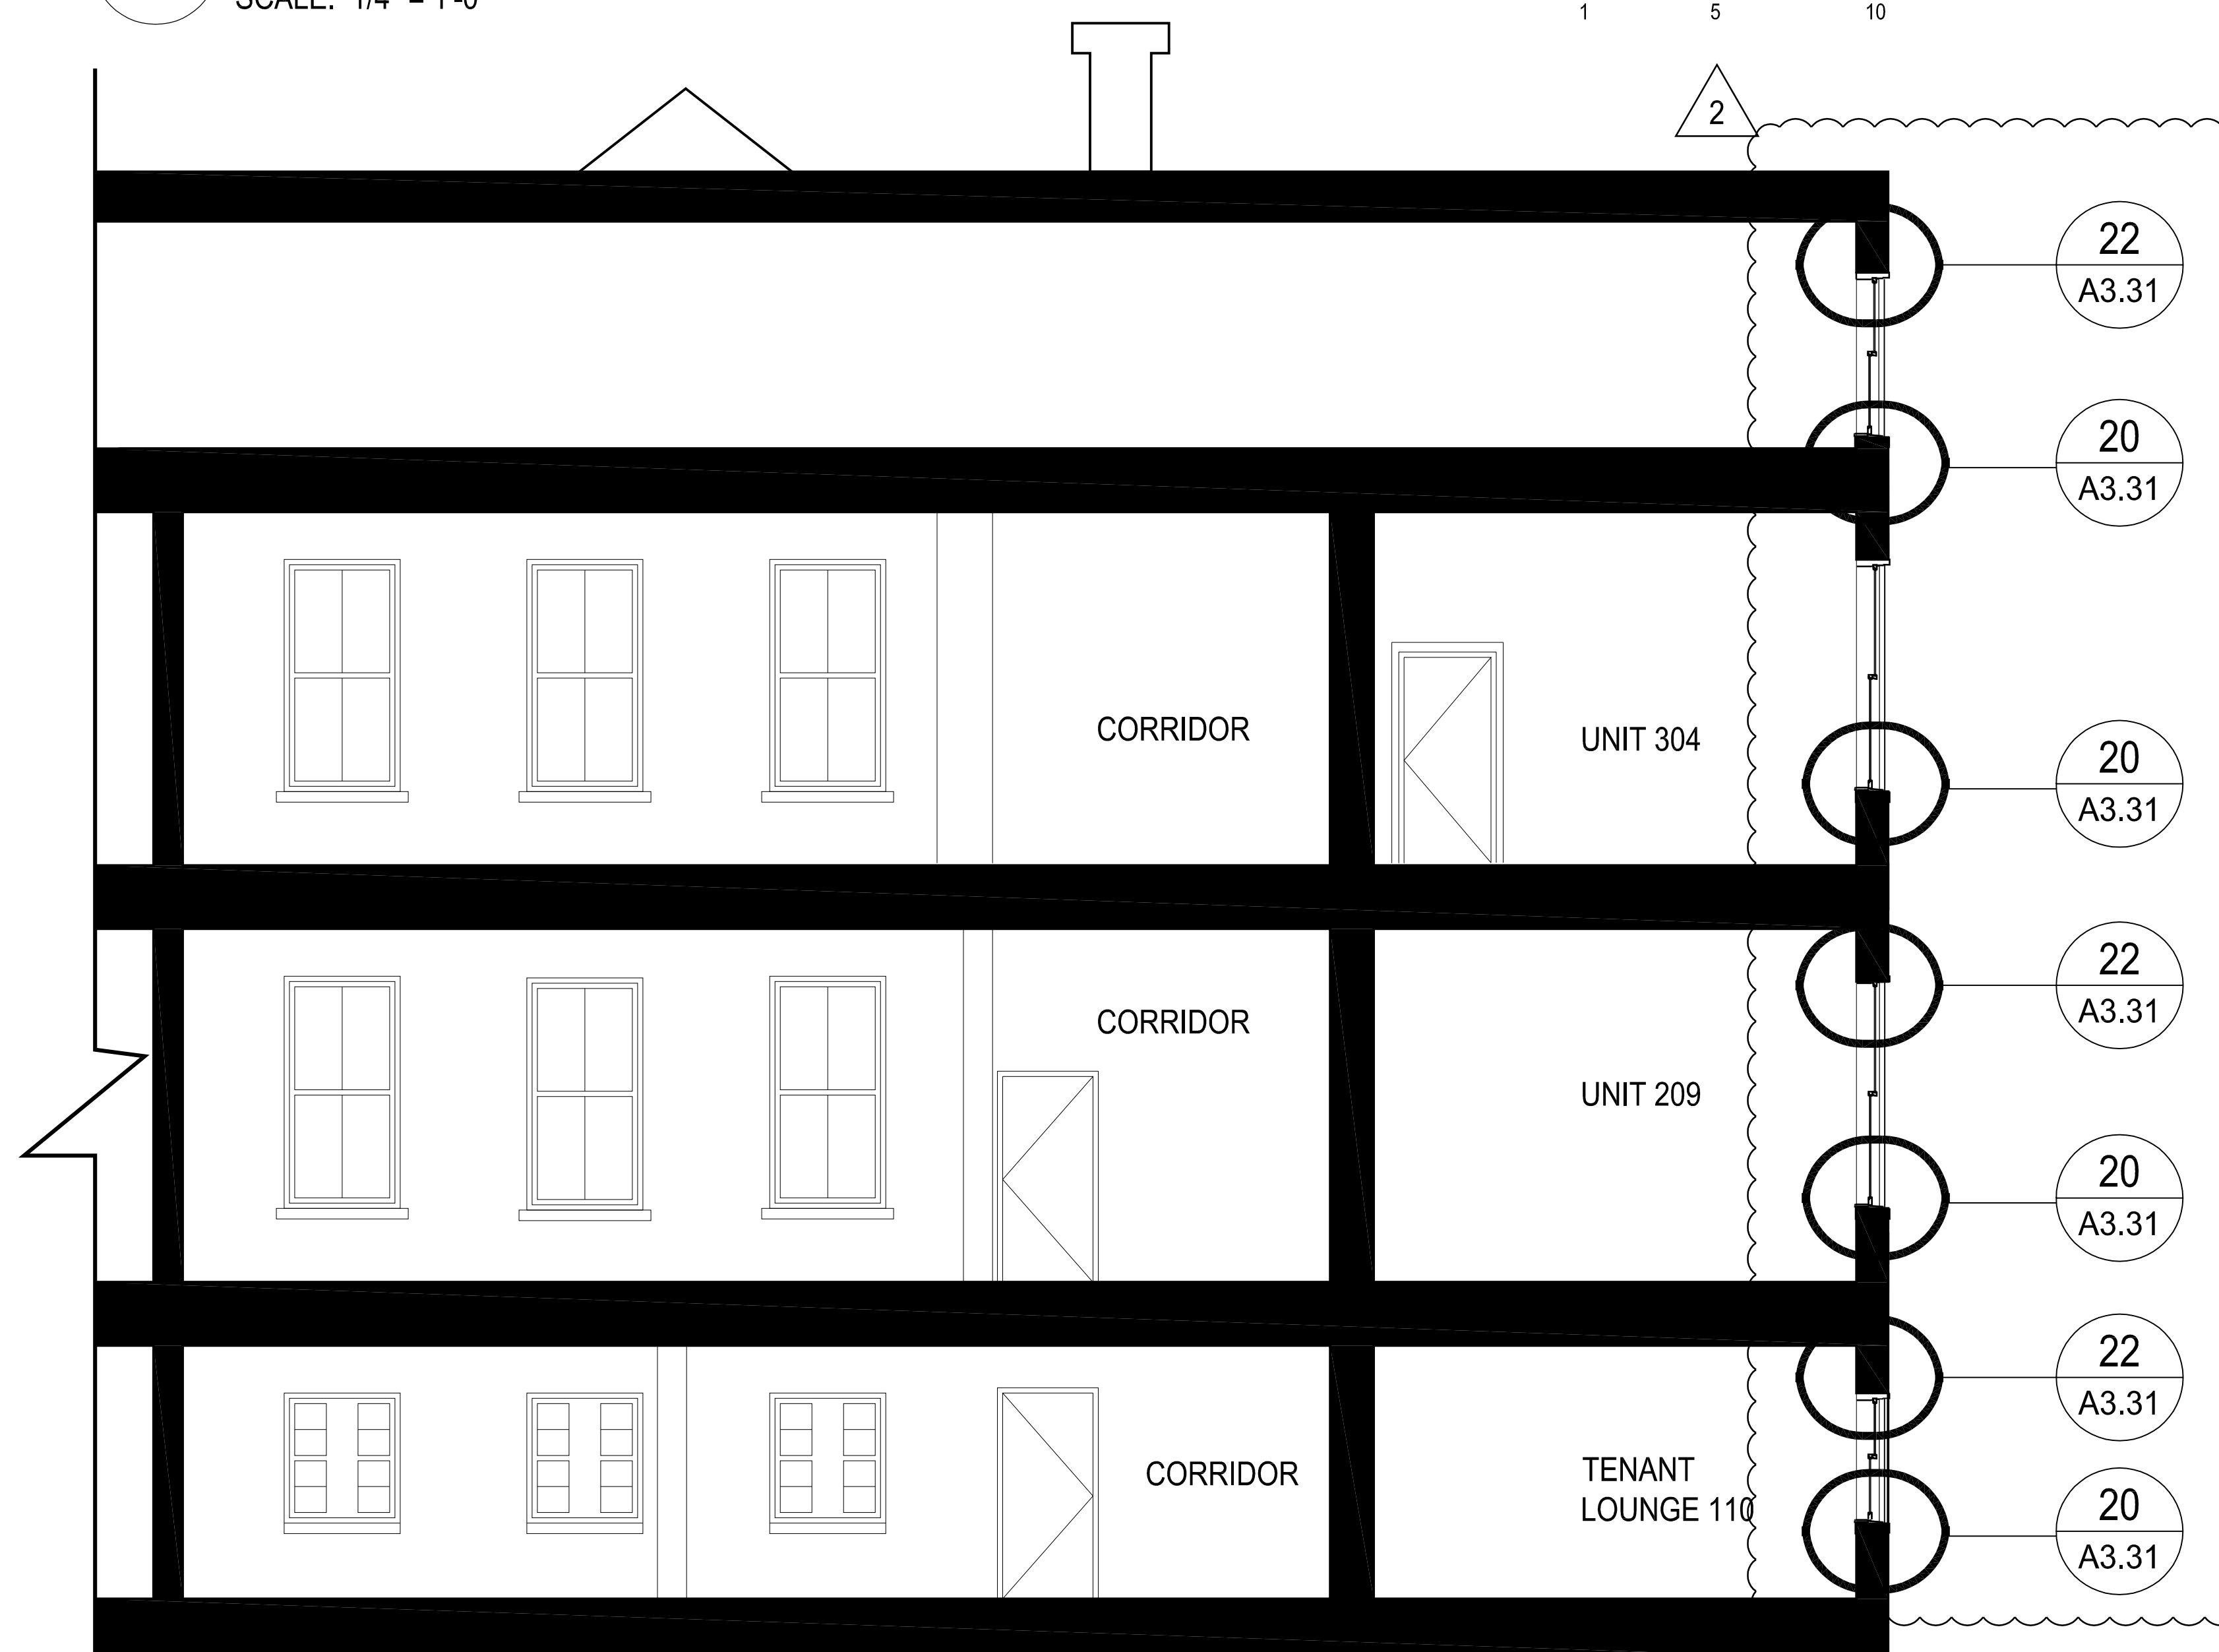 SCALE: 1/4" = 1'-0"
1 5 10
2
22
A3.31
20
A3.31
CORRIDOR
UNIT 304
20
A3.31
22
A3.31
CORRIDOR
UNIT 209
20
A3.31
22
A3.31
CORRIDOR
TENANT
LOUNGE 110
20
A3.31